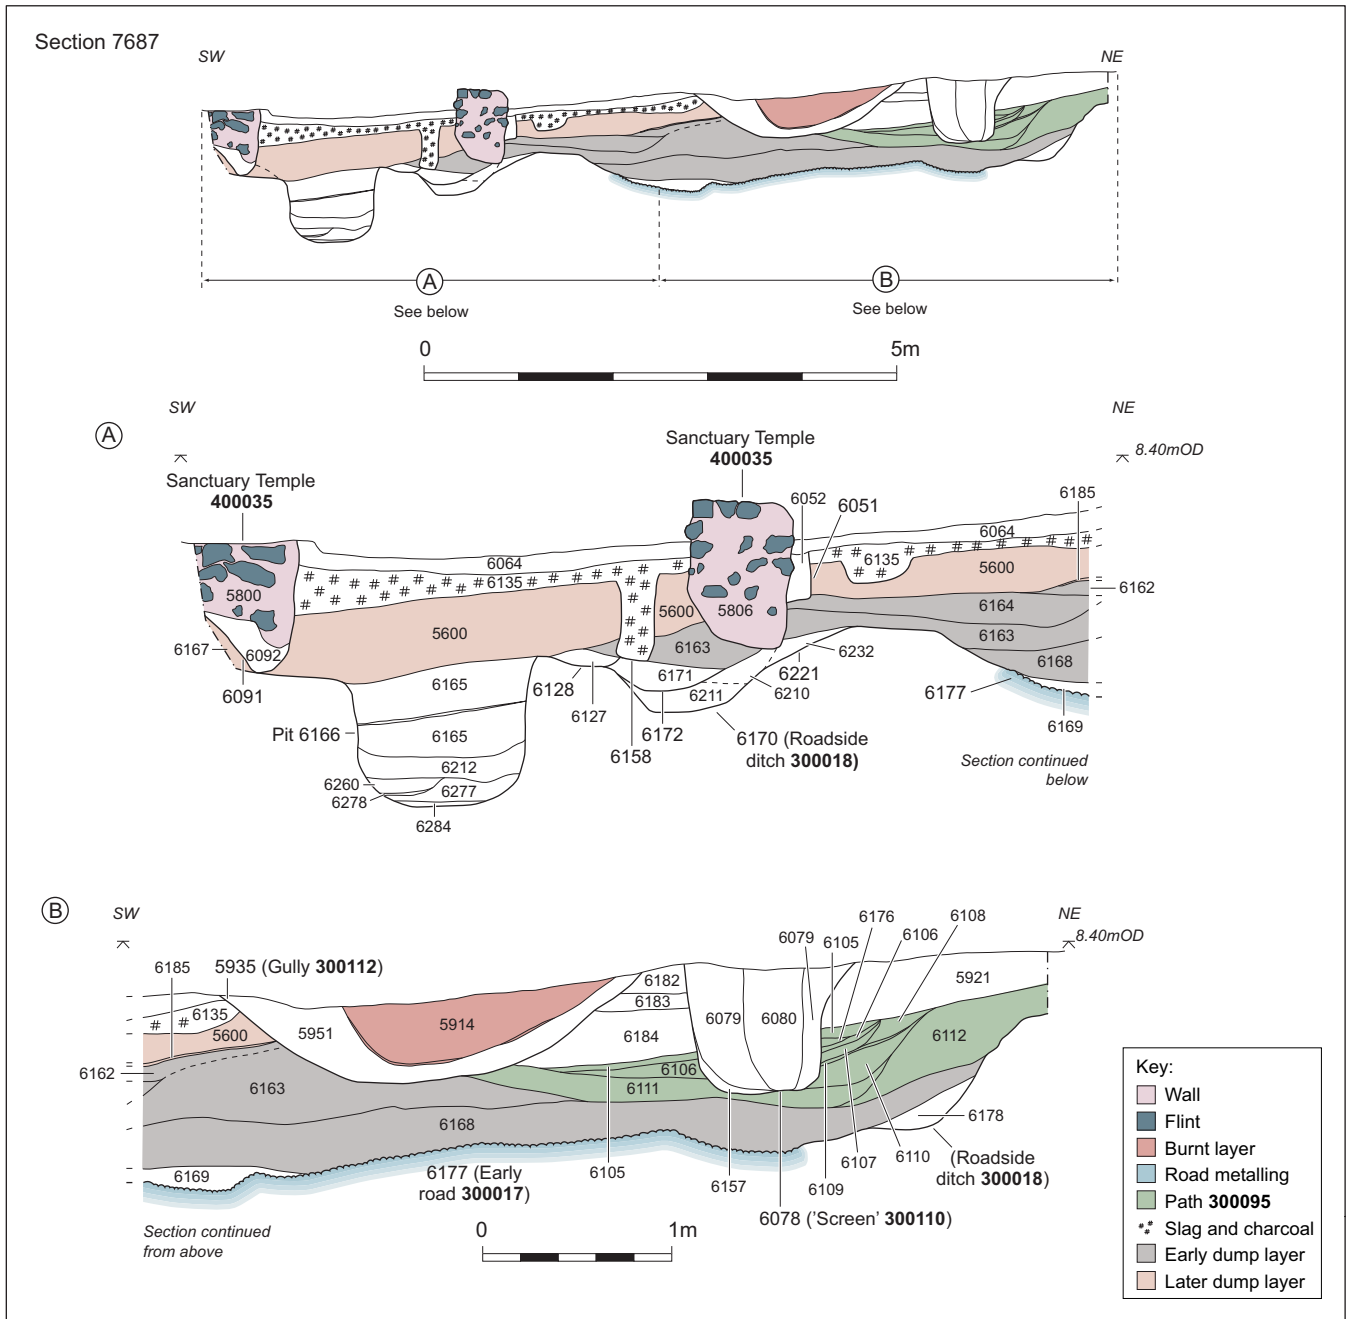 Section 7687
SW
NE
A
B
See below
See below
0
5m
SW
NE
A
8.40mOD
Sanctuary Temple
400035
Sanctuary Temple
400035
6052
6051
6185
6064
6064
6135
6135
5600
5800
5600
5806
6162
6164
5600
6163
6163
6167
6092
6232
6168
6091
6171
6221
6165
6128
6211
6210
6177
6127
6169
Pit 6166
6165
6172
6158
6170 (Roadside
ditch 300018)
Section continued
below
6212
6260
6277
6278
6284
B
SW
NE
8.40mOD
6185
5935 (Gully 300112)
6079
6105
6176
6106
6108
6182
5921
6183
6135
5951
5914
6079
6080
5600
6184
6112
6162
6163
6106
6111
6168
6178
6169
6177 (Early
road 300017)
6105
6157
6109
6107
6110
(Roadside
ditch 300018)
6078 ('Screen' 300110)
Section continued
from above
0
1m
Key:
Wall
Flint
Burnt layer
Road metalling
Path 300095
Slag and charcoal
Early dump layer
Later dump layer